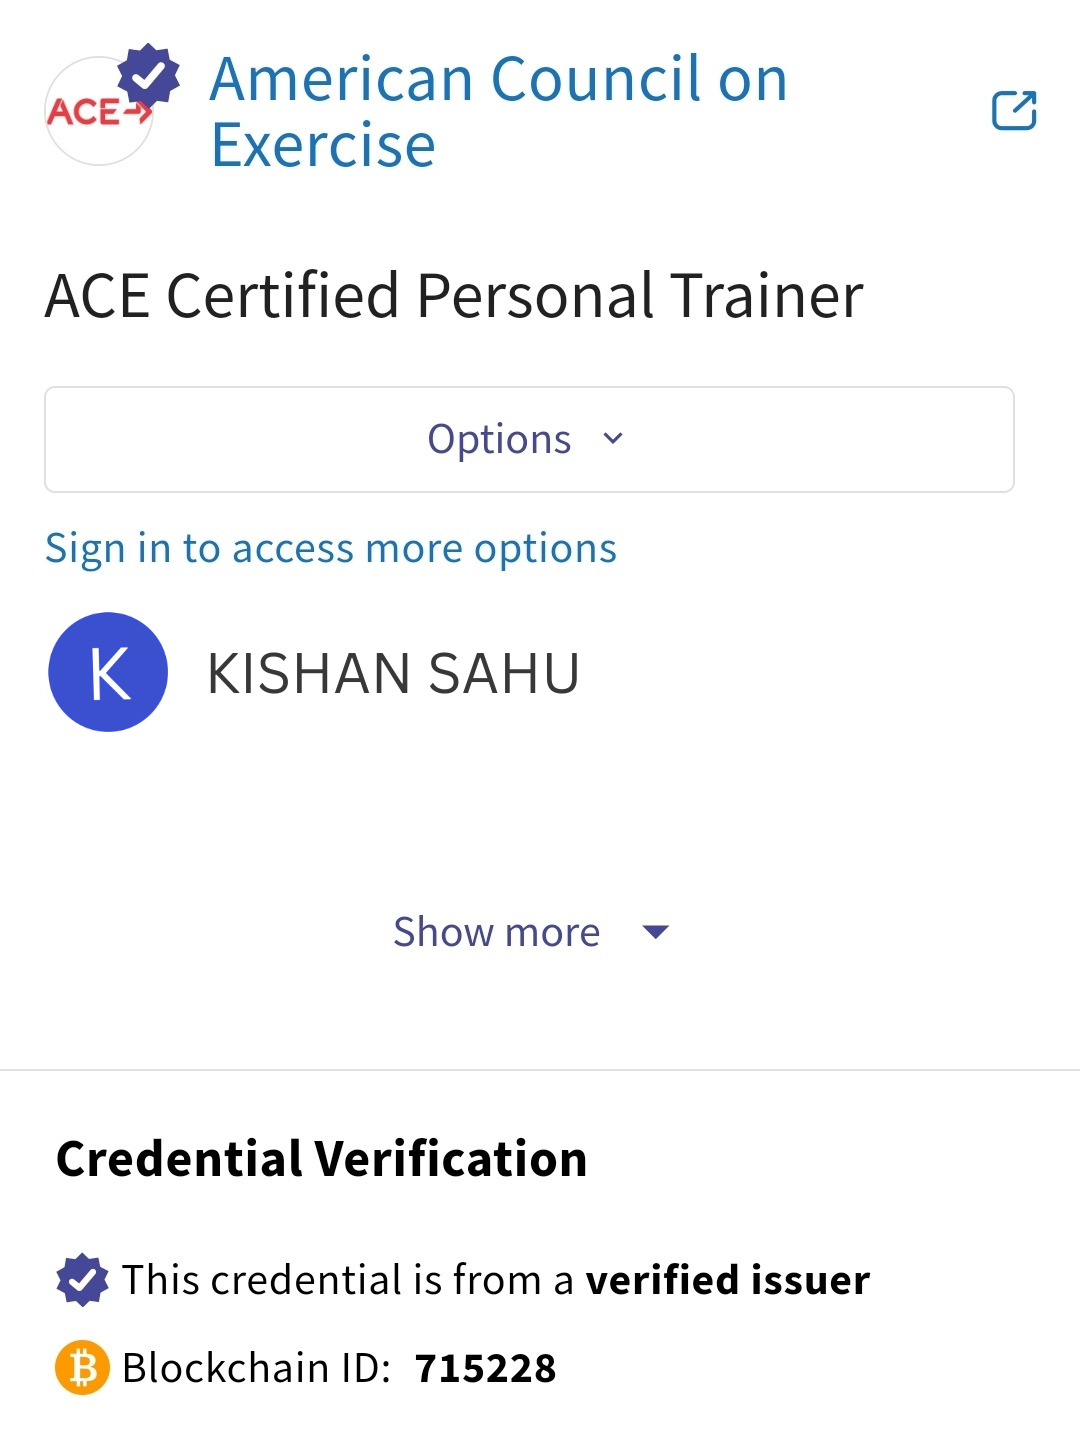 ACE
American Council on
Exercise
ACE Certified Personal Trainer
Options
Sign in to access more options
K
KISHAN SAHU
Show more
Credential Verification
This credential is from a verified issuer
Blockchain ID: 715228